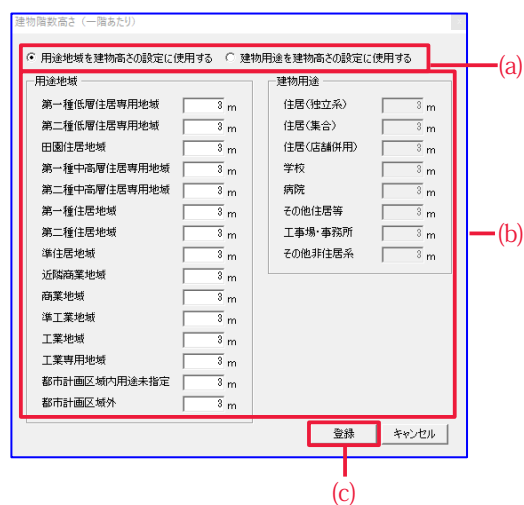 建物階数高さ（一階あたり）
用途地域を建物高さの設定に使用する 建物用途を建物高さの設定に使用する
(a)
用途地域
第一種低層住居専用地域 3 m
第二種低層住居専用地域 3 m
田園住居地域 3 m
第一種中高層住居専用地域 3 m
第二種中高層住居専用地域 3 m
第一種住居地域 3 m
第二種住居地域 3 m
準住居地域 3 m
近隣商業地域 3 m
商業地域 3 m
準工業地域 3 m
工業地域 3 m
工業専用地域 3 m
都市計画区域内用途未指定 3 m
都市計画区域外 3 m
建物用途
住居(独立系) 3 m
住居(集合) 3 m
住居(店舗併用) 3 m
学校 3 m
病院 3 m
その他住居等 3 m
工事場・事務所 3 m
その他非住居系 3 m
(b)
登録 キャンセル
(c)